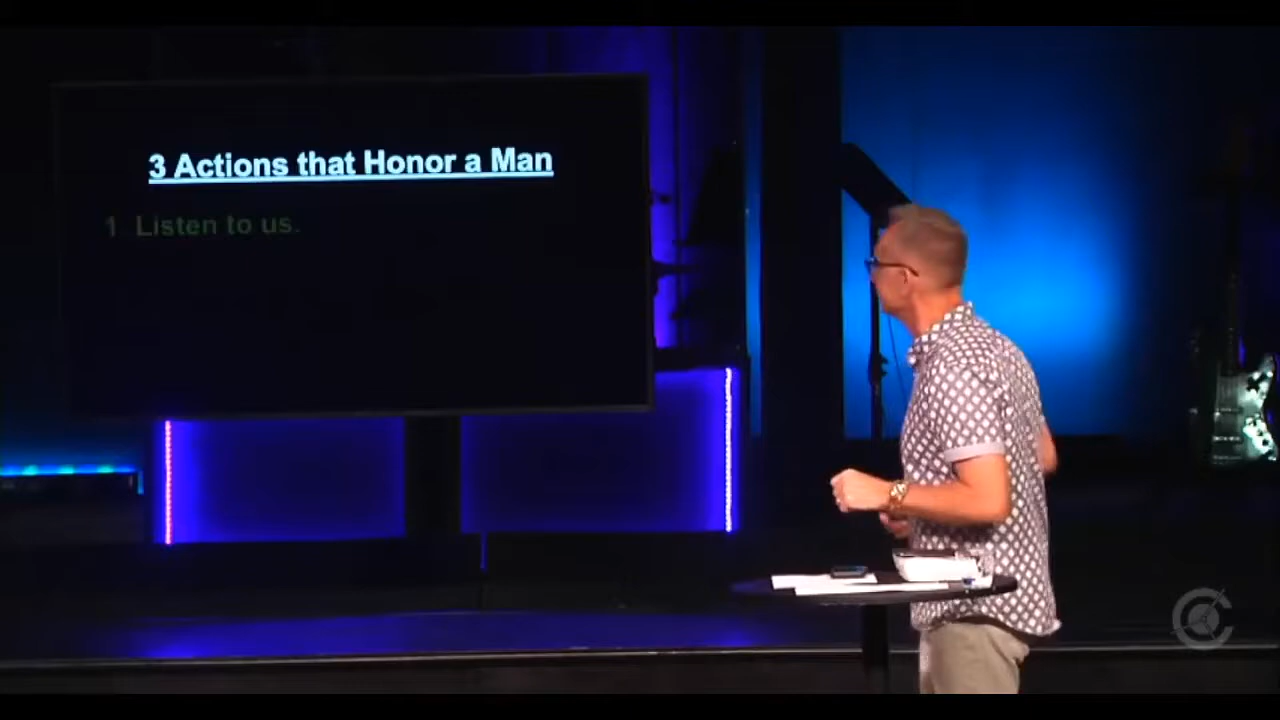 3 Actions that Honor a Man
1 Listen to us.